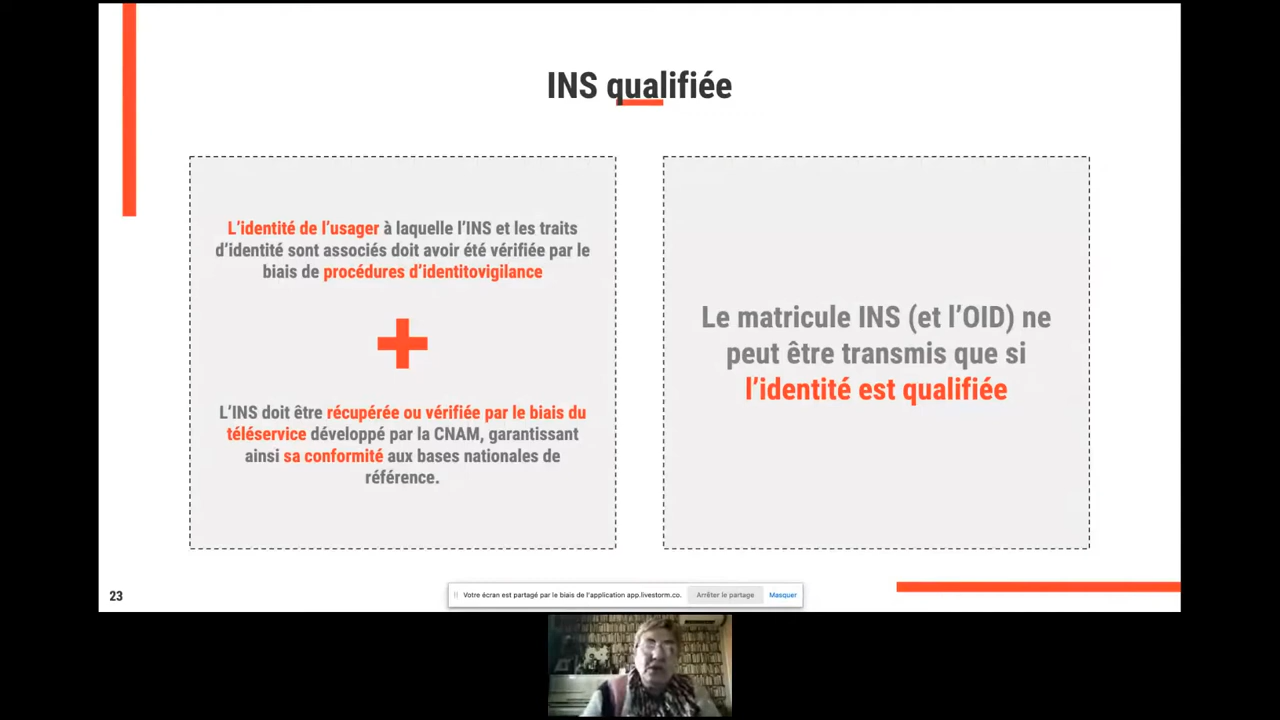 INS qualifiée
L’identité de l’usager à laquelle l’INS et les traits
d’identité sont associés doit avoir été vérifiée par le
biais de procédures d’identitovigilance
L’INS doit être récupérée ou vérifiée par le biais du
téléservice développé par la CNAM, garantissant
ainsi sa conformité aux bases nationales de
référence.
Le matricule INS (et l’OID) ne
peut être transmis que si
l’identité est qualifiée
23
Votre écran est partagé par le biais de l’application app.livestorm.co.
Arrêter le partage
Masquer